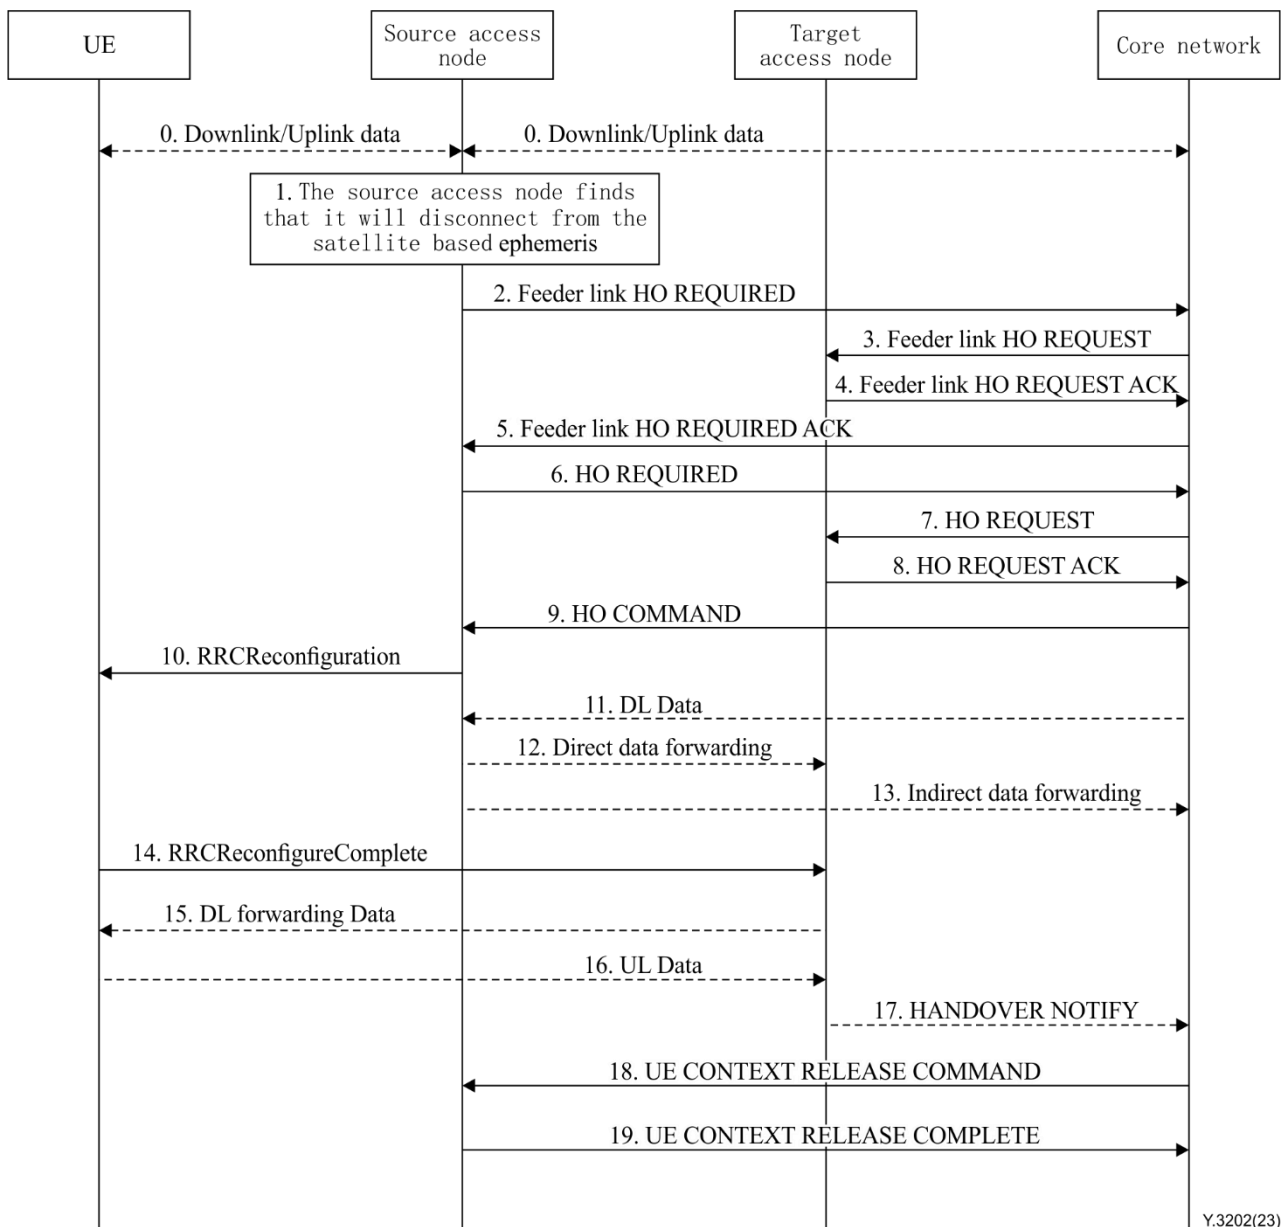 UE
Source access
node
Target
access node
Core network
0. Downlink/Uplink data
0. Downlink/Uplink data
1. The source access node finds
that it will disconnect from the
satellite based ephemeris
2. Feeder link HO REQUIRED
3. Feeder link HO REQUEST
4. Feeder link HO REQUEST ACK
5. Feeder link HO REQUIRED ACK
6. HO REQUIRED
7. HO REQUEST
8. HO REQUEST ACK
9. HO COMMAND
10. RRCReconfiguration
11. DL Data
12. Direct data forwarding
13. Indirect data forwarding
14. RRCReconfigureComplete
15. DL forwarding Data
16. UL Data
17. HANDOVER NOTIFY
18. UE CONTEXT RELEASE COMMAND
19. UE CONTEXT RELEASE COMPLETE
Y.3202(23)